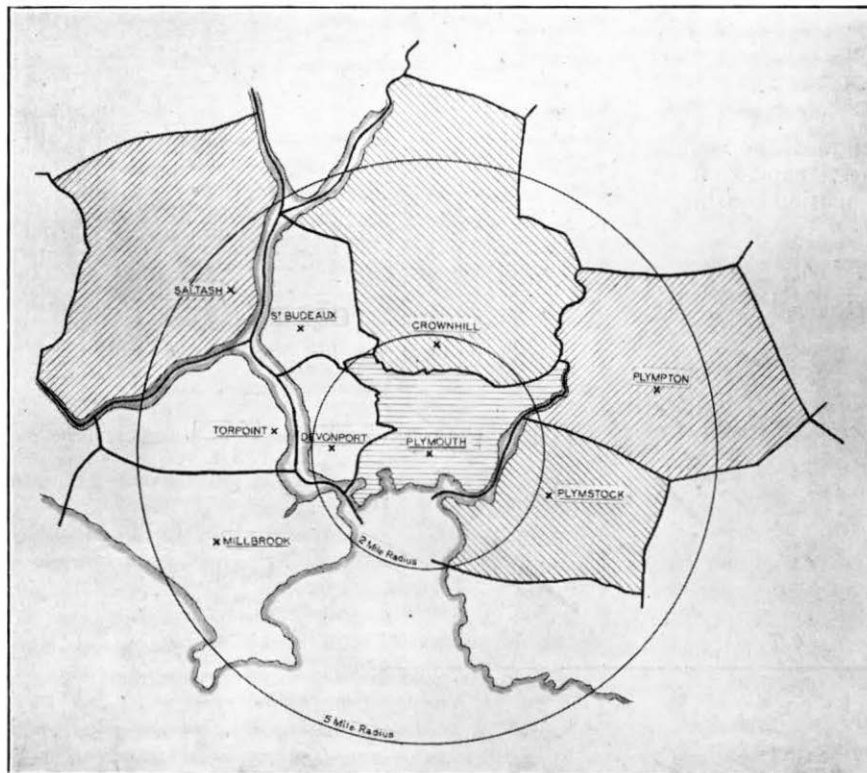 SALTASH
Sᵀ BUDEAUX
CROWNHILL
PLYMPTON
TORPOINT
DEVONPORT
PLYMOUTH
PLYMSTOCK
MILLBROOK
2 Mile Radius
5 Mile Radius